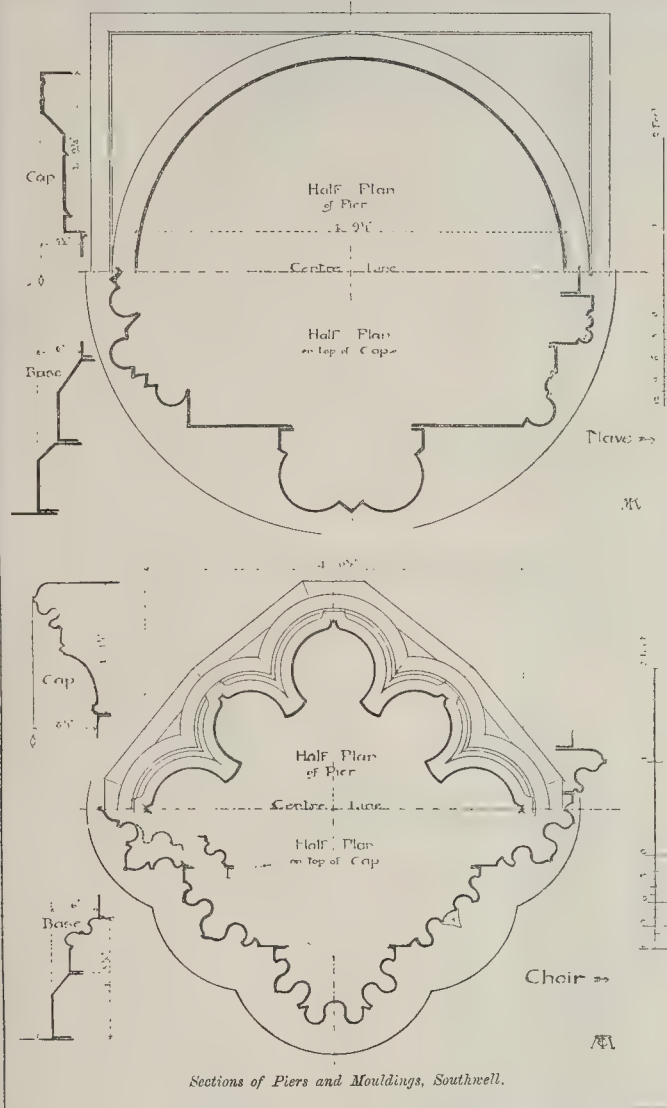 Cap
Half Plan
of Pier
Centre Line
Half Plan
on top of Caps
Base
Nave
Cap
Half Plan
of Pier
Centre Line
Half Plan
on top of Cap
Base
Choir
Sections of Piers and Mouldings, Southwell.